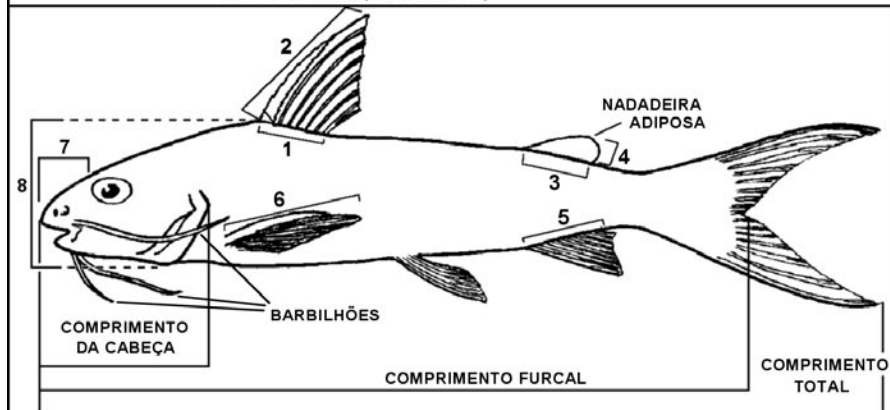 2
NADADEIRA
ADIPOSA
7
1
4
8
3
6
5
BARBILHÕES
COMPRIMENTO
DA CABEÇA
COMPRIMENTO
TOTAL
COMPRIMENTO FURCAL